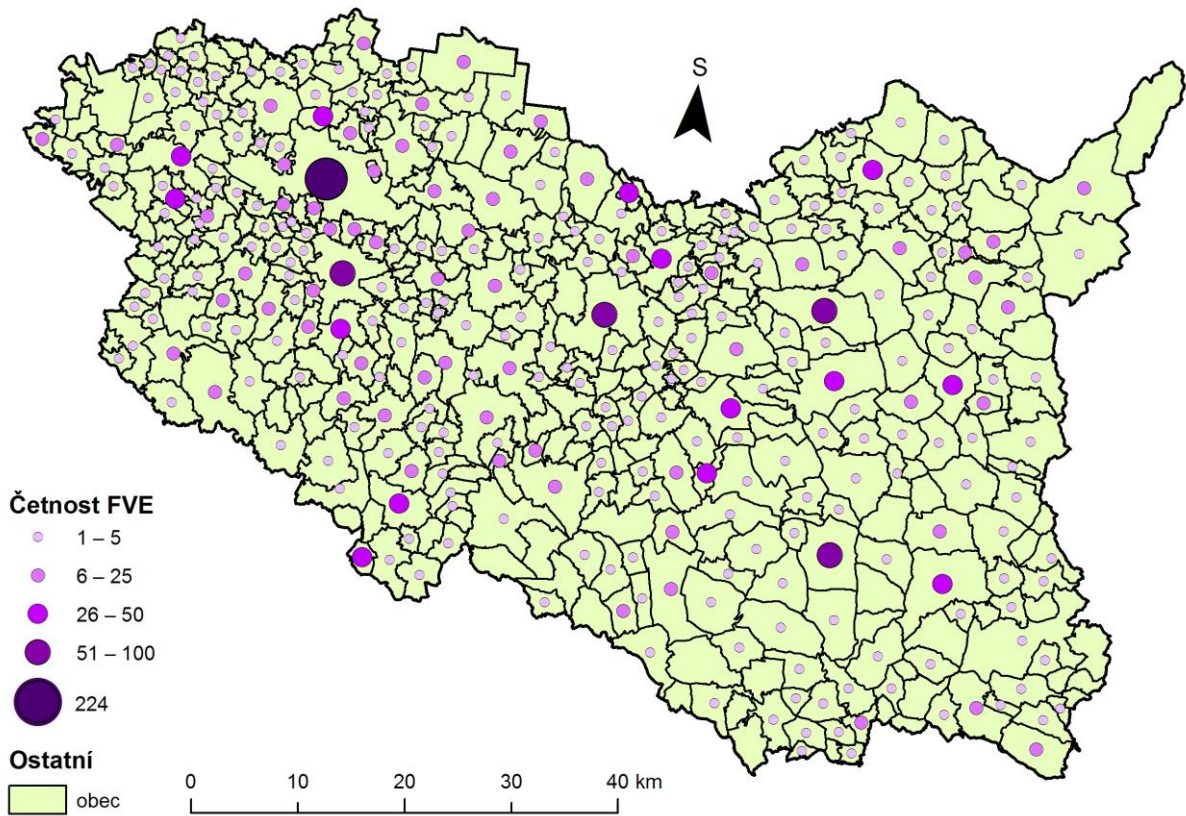 S
Četnost FVE
1 – 5
6 – 25
26 – 50
51 – 100
224
Ostatní
obec
0 10 20 30 40 km